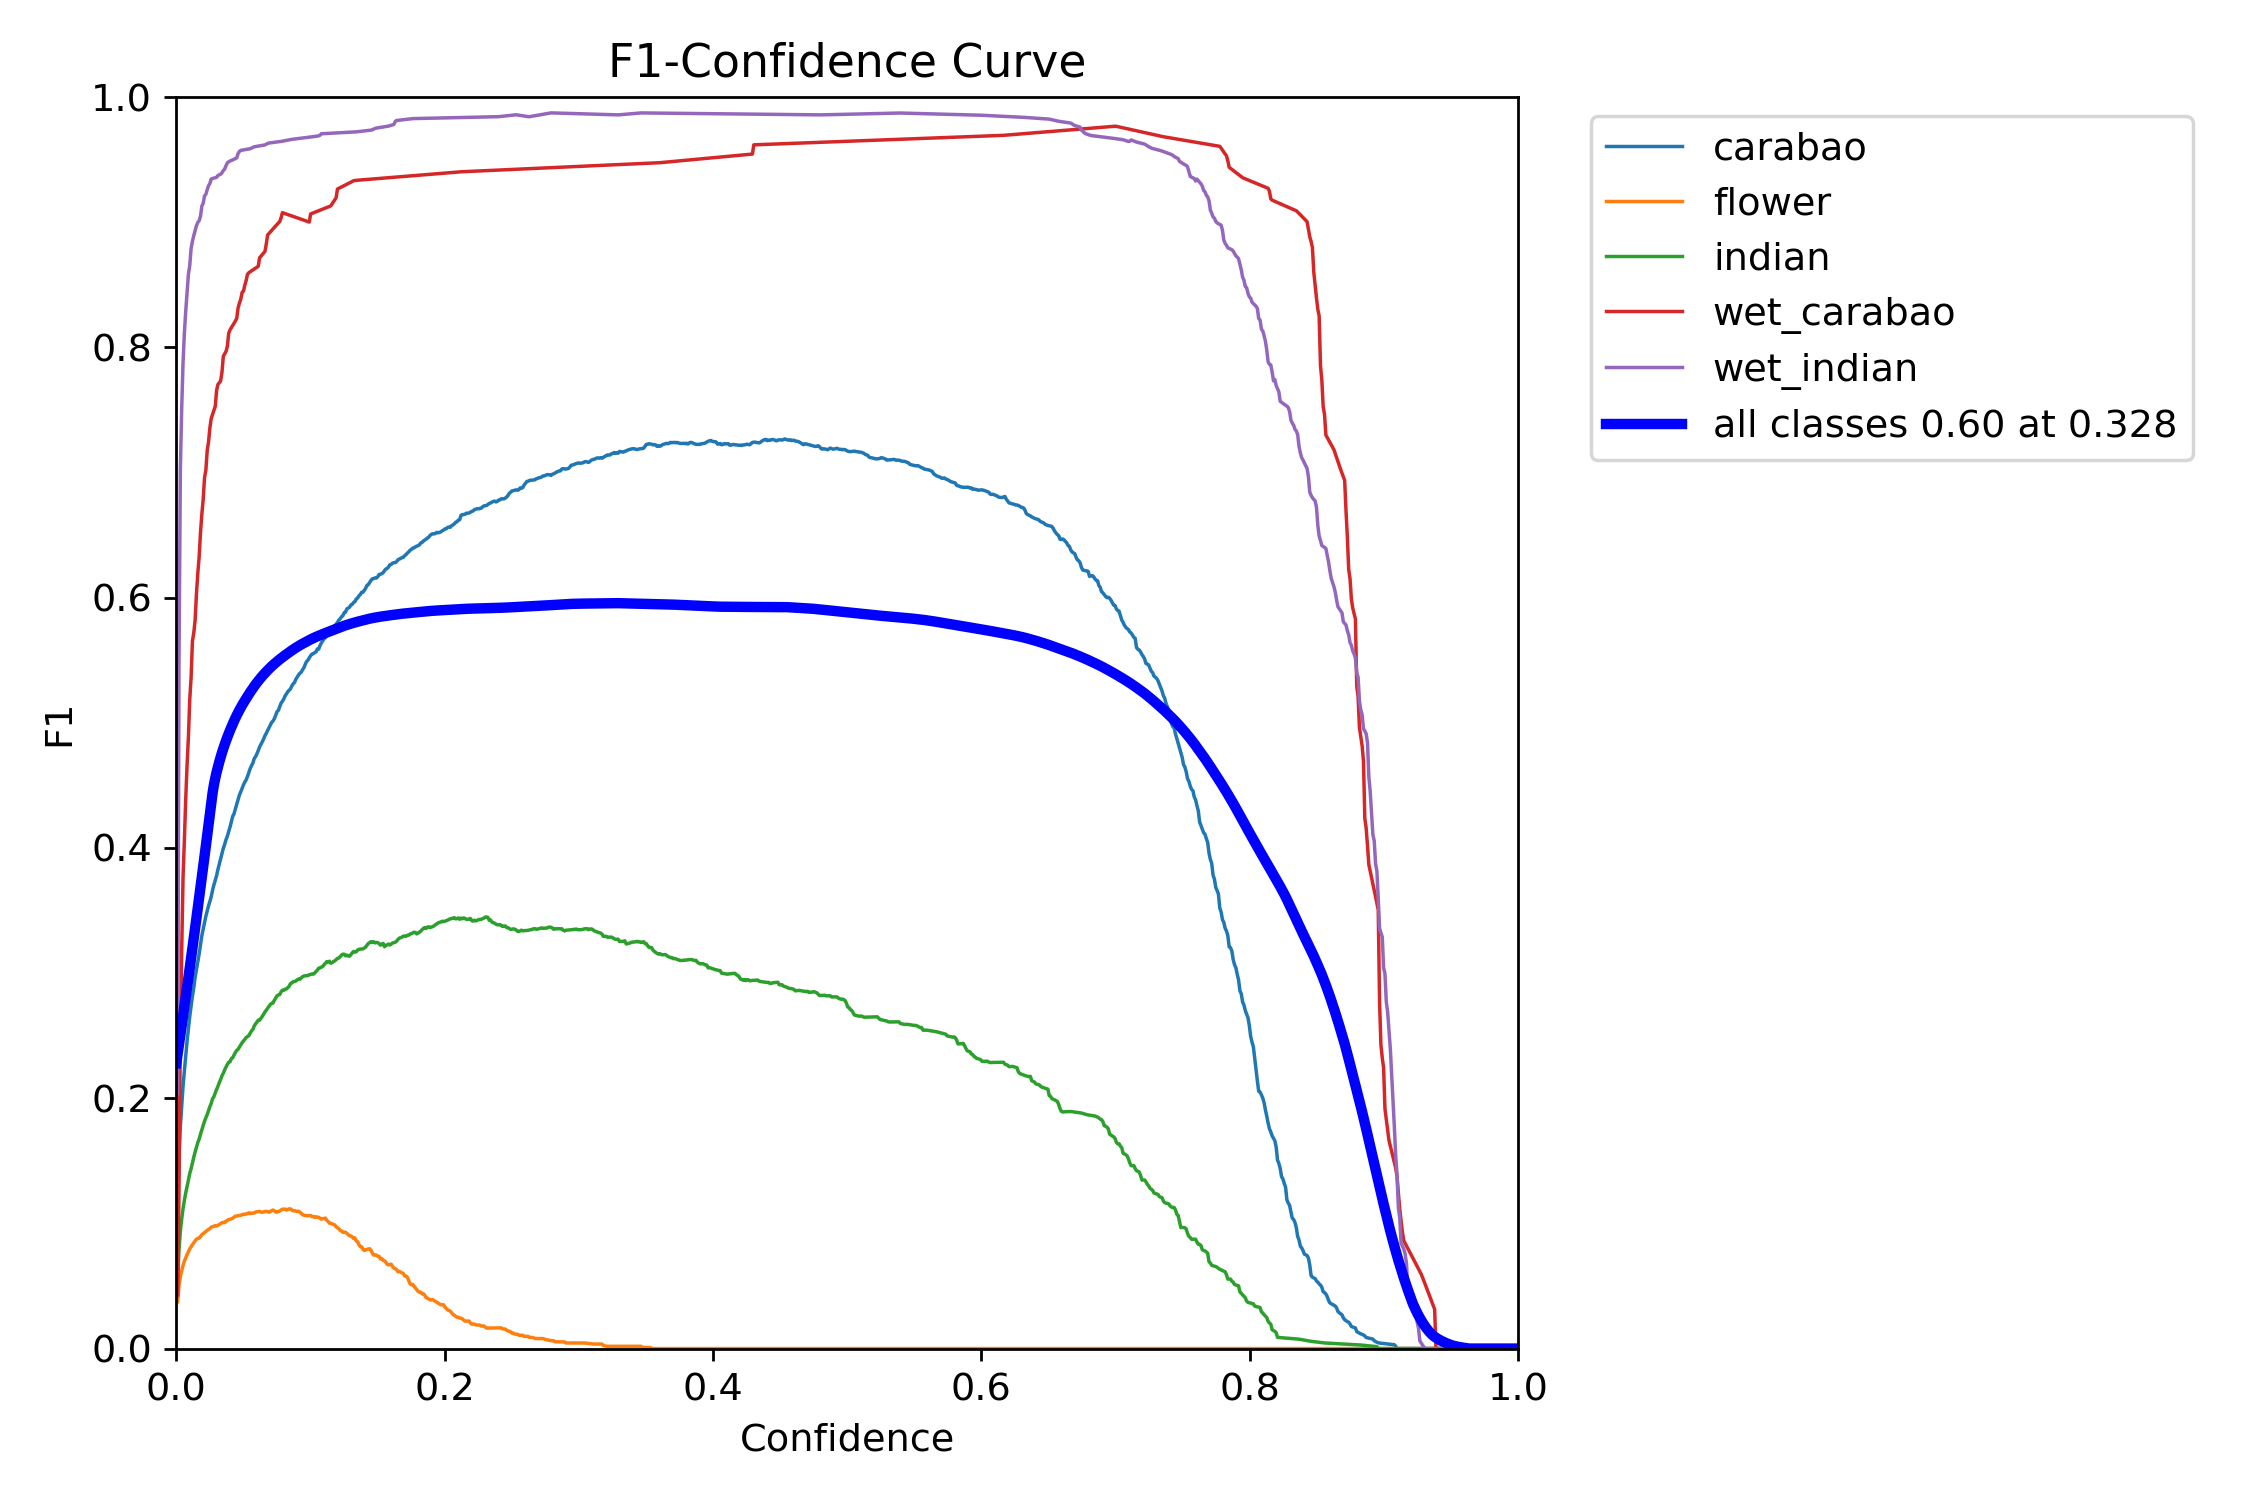 F1-Confidence Curve
1.0
0.8
0.6
0.4
0.2
0.0
F1
0.0 0.2 0.4 0.6 0.8 1.0
Confidence
carabao
flower
indian
wet_carabao
wet_indian
all classes 0.60 at 0.328